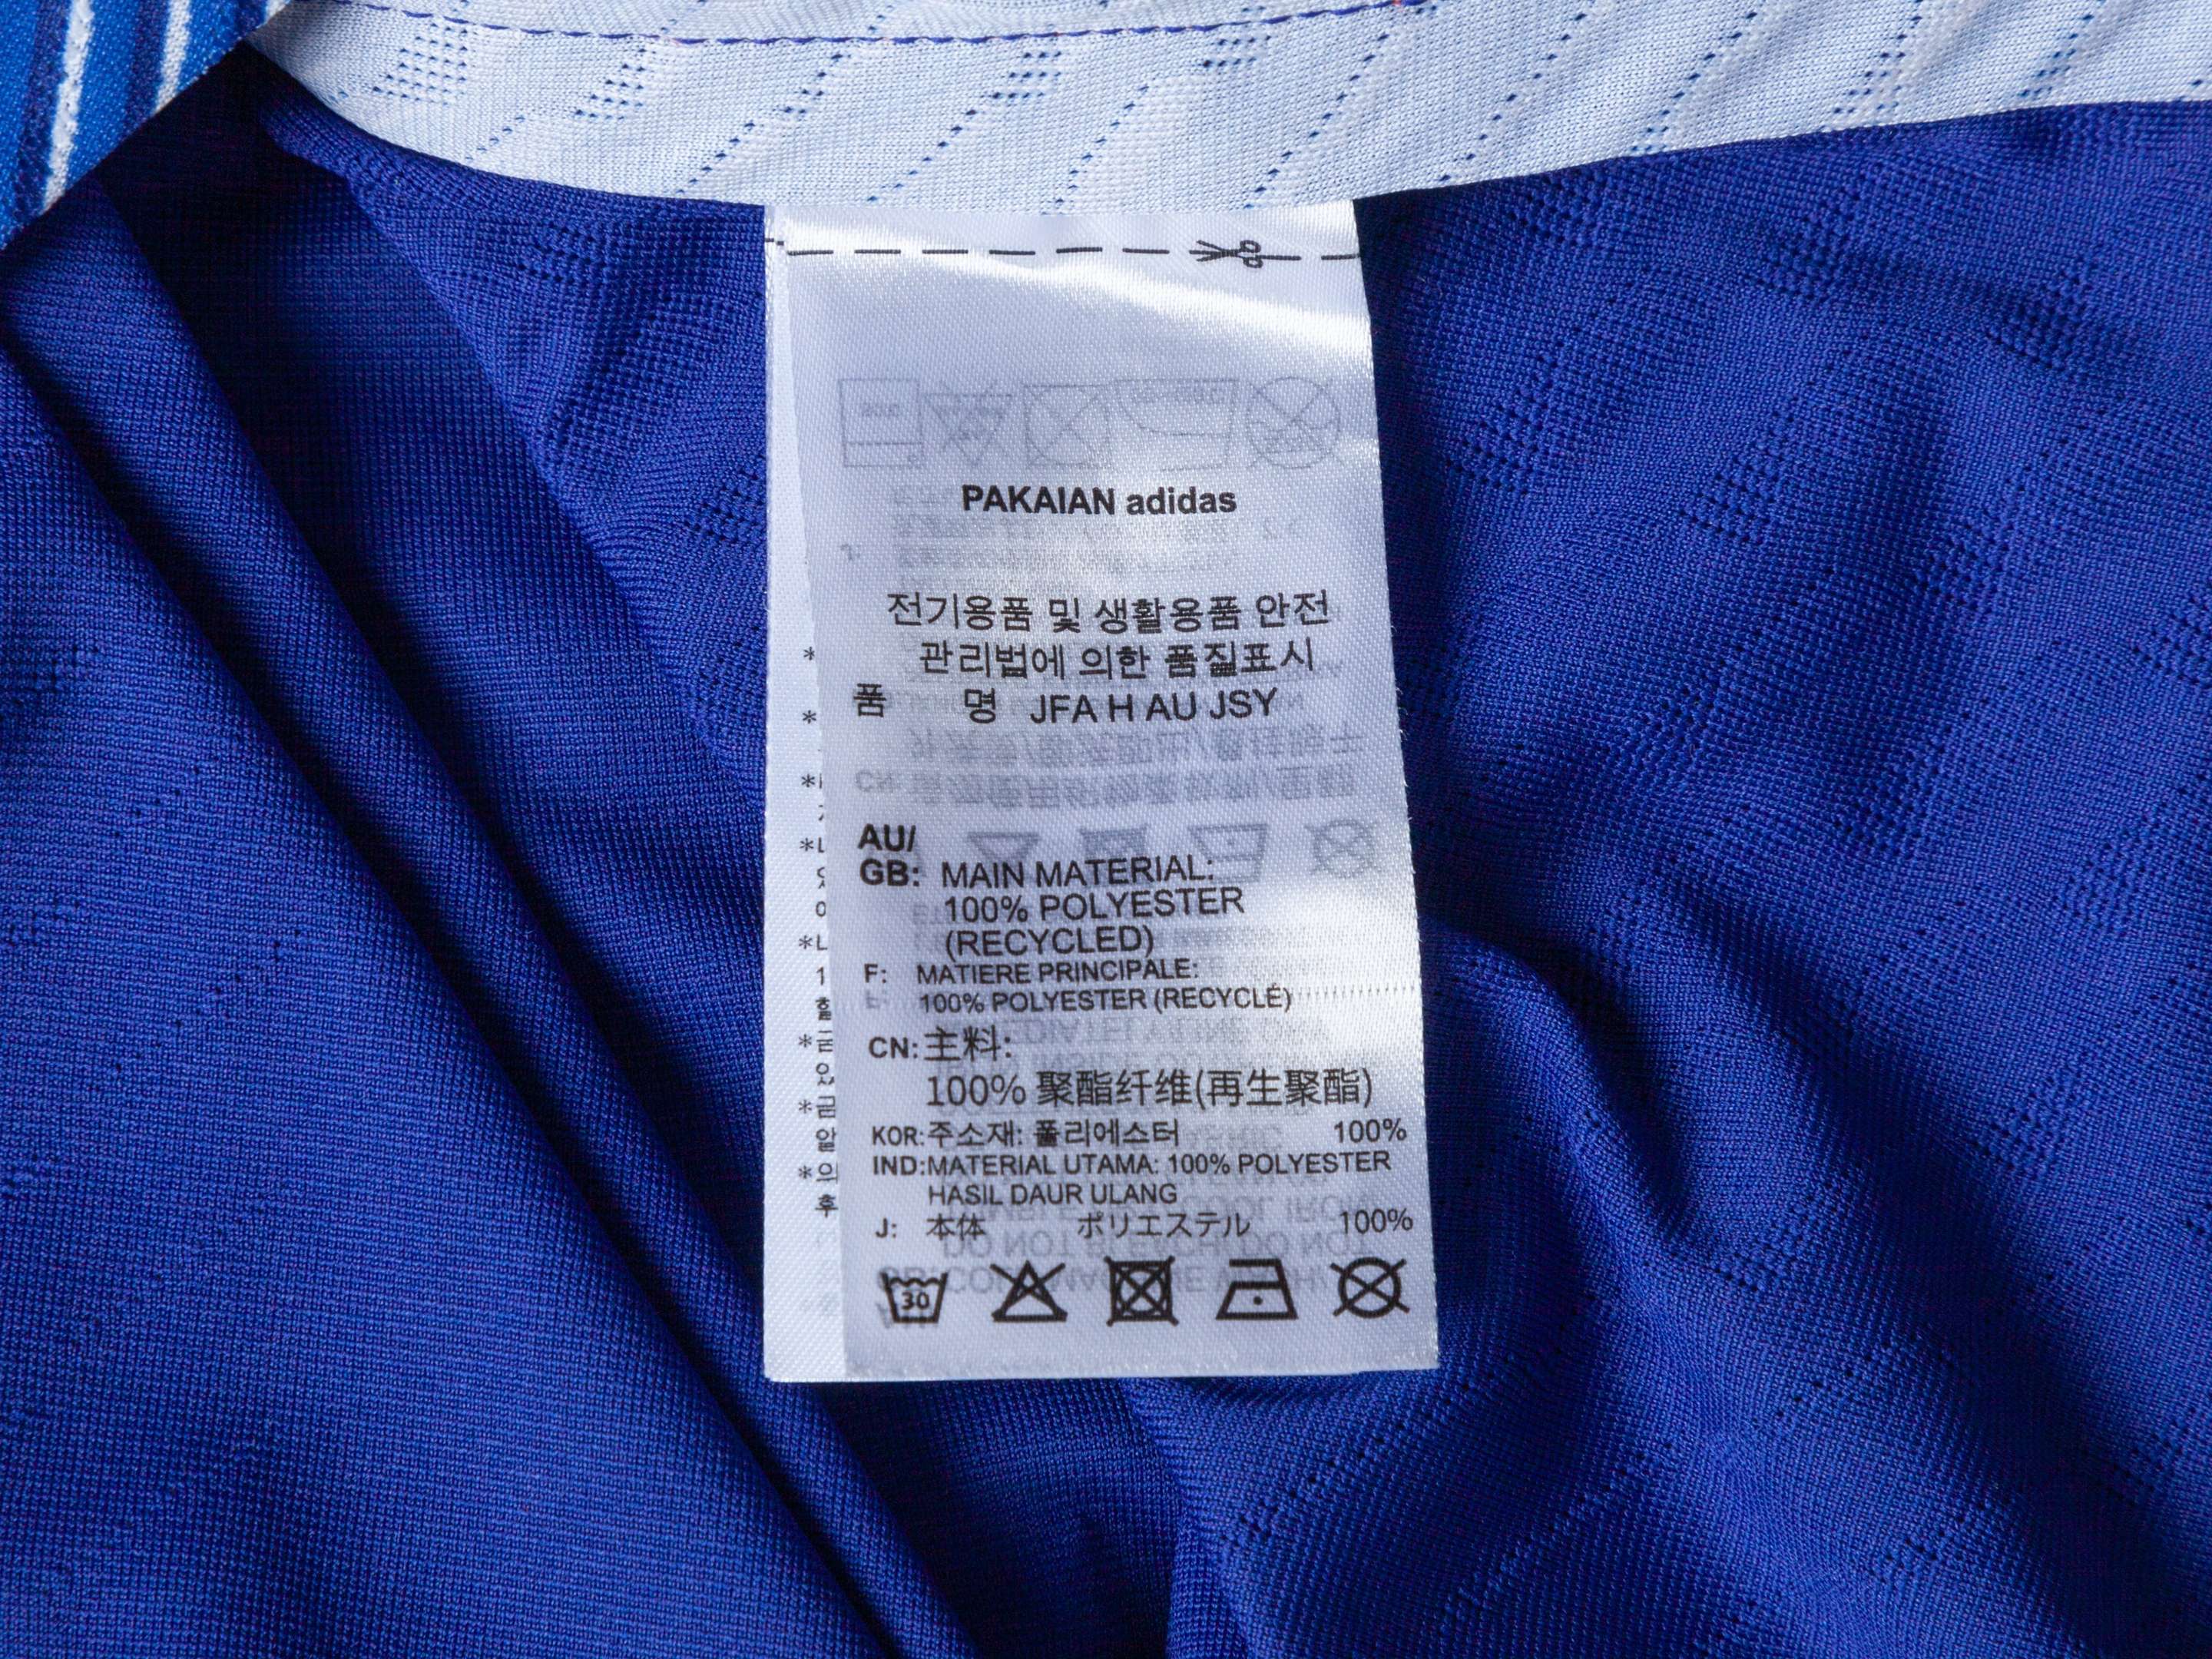 PAKAIAN adidas
전기용품 및 생활용품 안전
관리법에 의한 품질표시
품 명 JFA H AU JSY
AU/
GB: MAIN MATERIAL:
100% POLYESTER
(RECYCLED)
F: MATIERE PRINCIPALE:
100% POLYESTER (RECYCLÉ)
CN: 主料:
100% 聚酯纤维(再生聚酯)
KOR: 주소재: 폴리에스터 100%
IND: MATERIAL UTAMA: 100% POLYESTER
HASIL DAUR ULANG
J: 本体 ポリエステル 100%
30